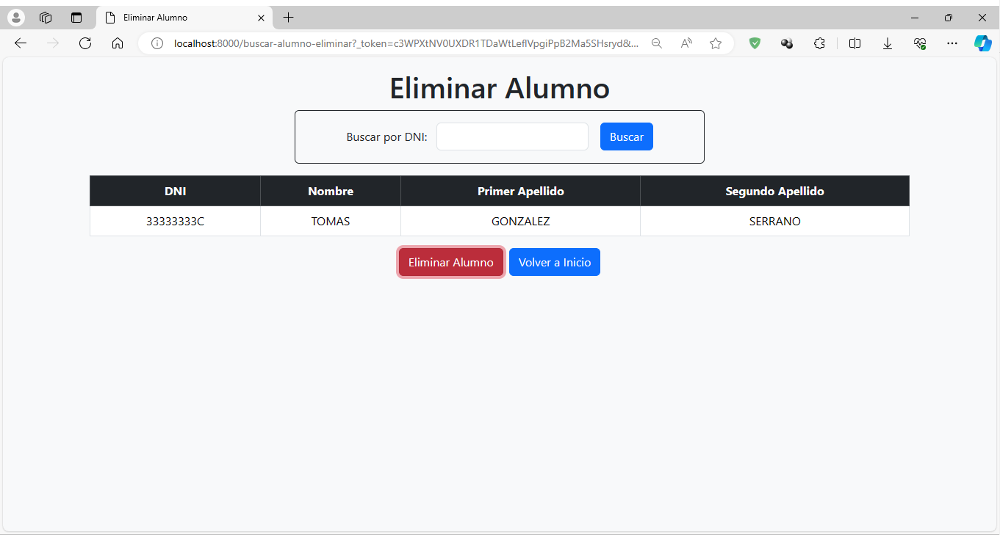 Eliminar Alumno
localhost:8000/buscar-alumno-eliminar?_token=c3WPXtNV0UXDR1TDaWtLeflVpgiPpB2Ma5SHsryd&...
Eliminar Alumno
Buscar por DNI: Buscar
DNI Nombre Primer Apellido Segundo Apellido
33333333C TOMAS GONZALEZ SERRANO
Eliminar Alumno Volver a Inicio